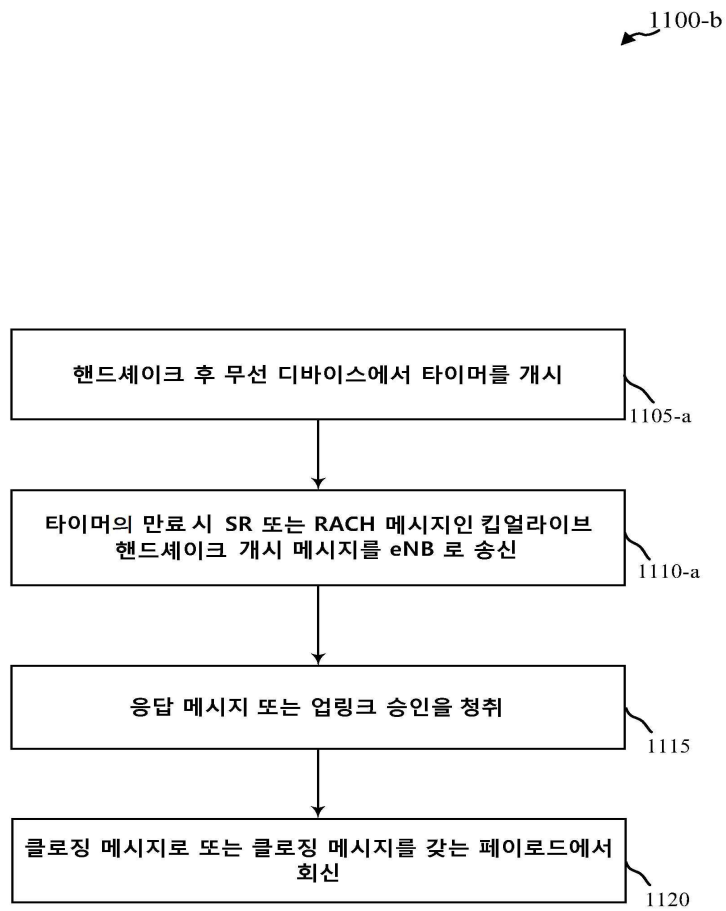 1100-b
핸드셰이크 후 무선 디바이스에서 타이머를 개시
1105-a
타이머의 만료 시 SR 또는 RACH 메시지인 킵얼라이브
핸드셰이크 개시 메시지를 eNB 로 송신
1110-a
응답 메시지 또는 업링크 승인을 청취
1115
클로징 메시지로 또는 클로징 메시지를 갖는 페이로드에서
회신
1120